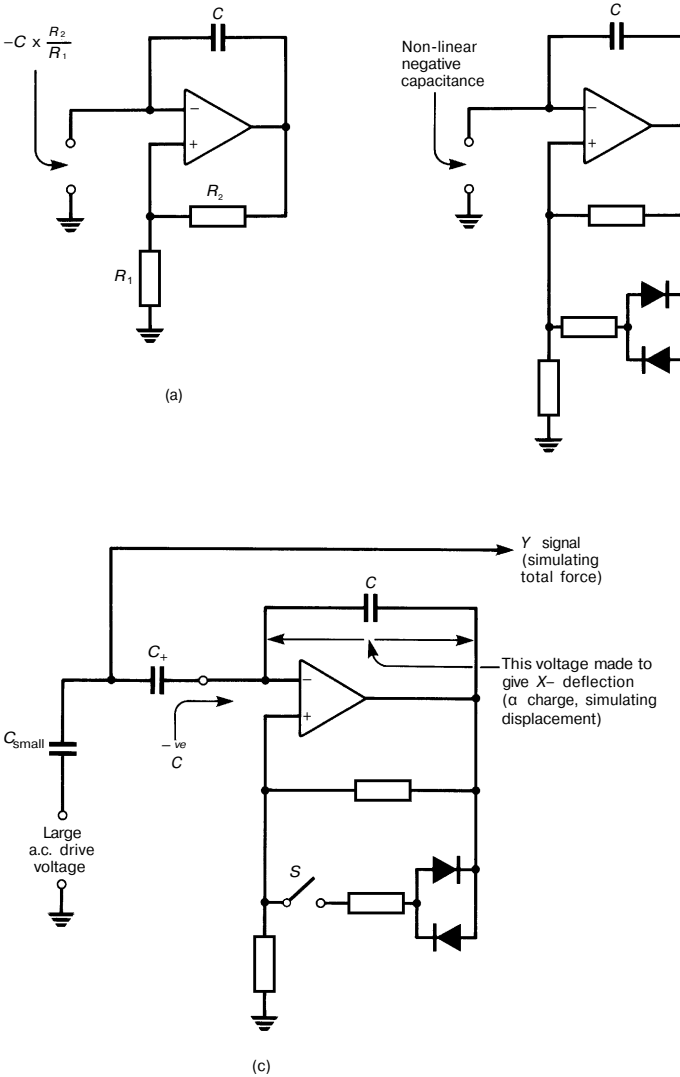 C
−C x R₂/R₁
−
+
R₂
R₁
(a)
C
Non-linear
negative
capacitance
−
+
Y signal
(simulating
total force)
C
C+
This voltage made to
give X– deflection
(α charge, simulating
displacement)
−
+
−ve
C
Csmall
Large
a.c. drive
voltage
S
(c)